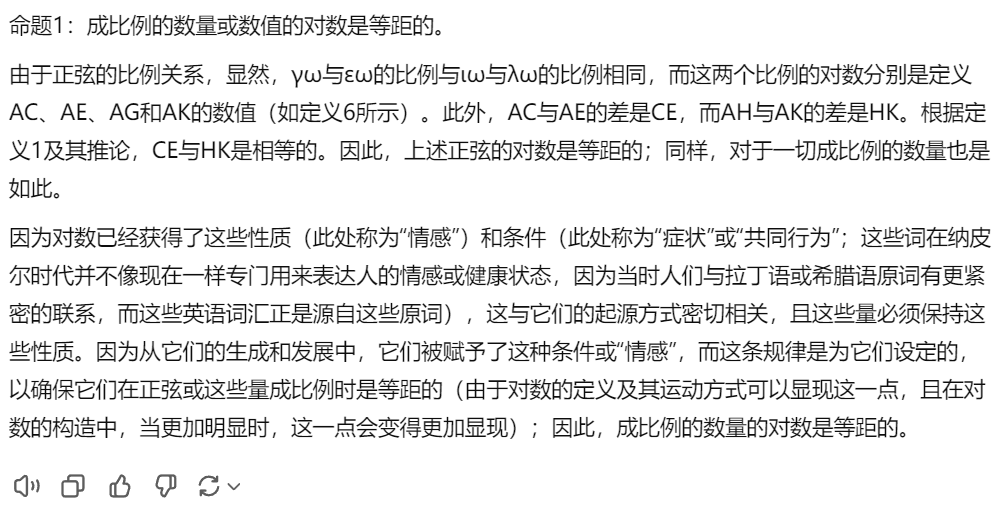 命题1：成比例的数量或数值的对数是等距的。
由于正弦的比例关系，显然，γω与εω的比例与ιω与λω的比例相同，而这两个比例的对数分别是定义
AC、AE、AG和AK的数值（如定义6所示）。此外，AC与AE的差是CE，而AH与AK的差是HK。根据定
义1及其推论，CE与HK是相等的。因此，上述正弦的对数是等距的；同样，对于一切成比例的数量也是
如此。
因为对数已经获得了这些性质（此处称为“情感”）和条件（此处称为“症状”或“共同行为”；这些词在纳皮
尔时代并不像现在一样专门用来表达人的情感或健康状态，因为当时人们与拉丁语或希腊语原词有更紧
密的联系，而这些英语词汇正是源自这些原词），这与它们的起源方式密切相关，且这些量必须保持这
些性质。因为从它们的生成和发展中，它们被赋予了这种条件或“情感”，而这条规律是为它们设定的，
以确保它们在正弦或这些量成比例时是等距的（由于对数的定义及其运动方式可以显现这一点，且在对
数的构造中，当更加明显时，这一点会变得更加显现）；因此，成比例的数量的对数是等距的。